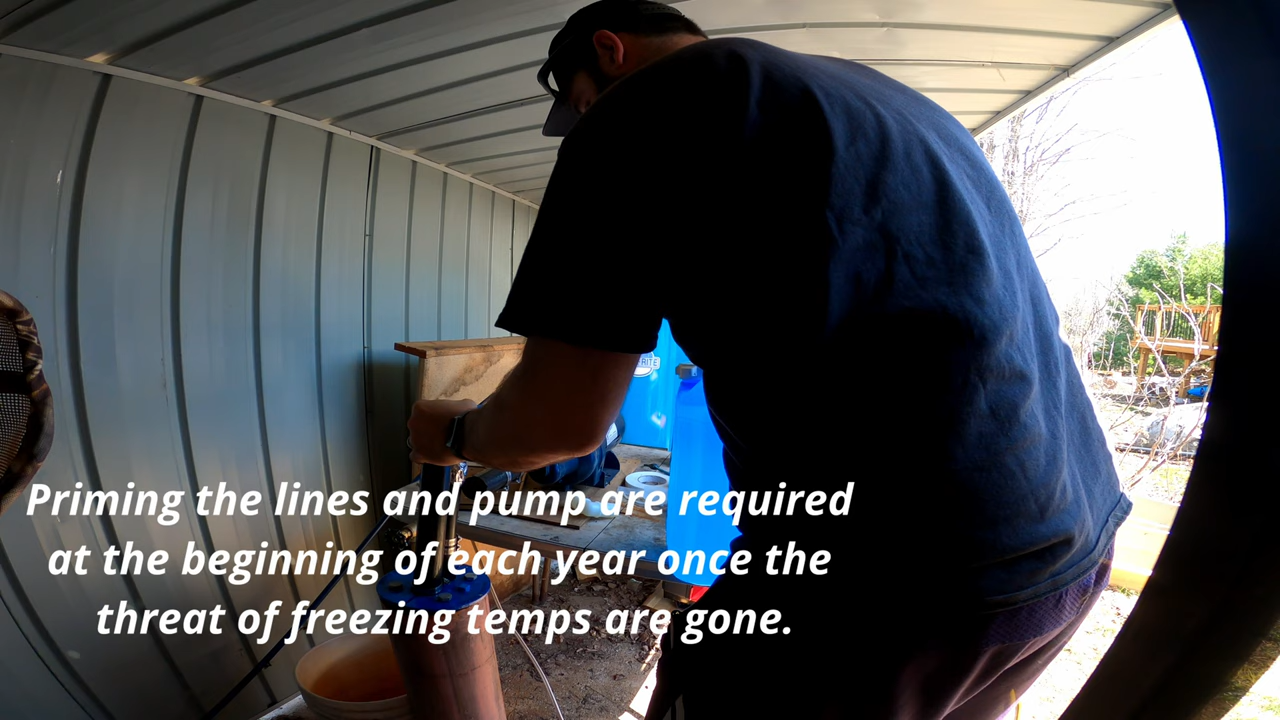 RITE
Priming the lines and pump are required
at the beginning of each year once the
threat of freezing temps are gone.